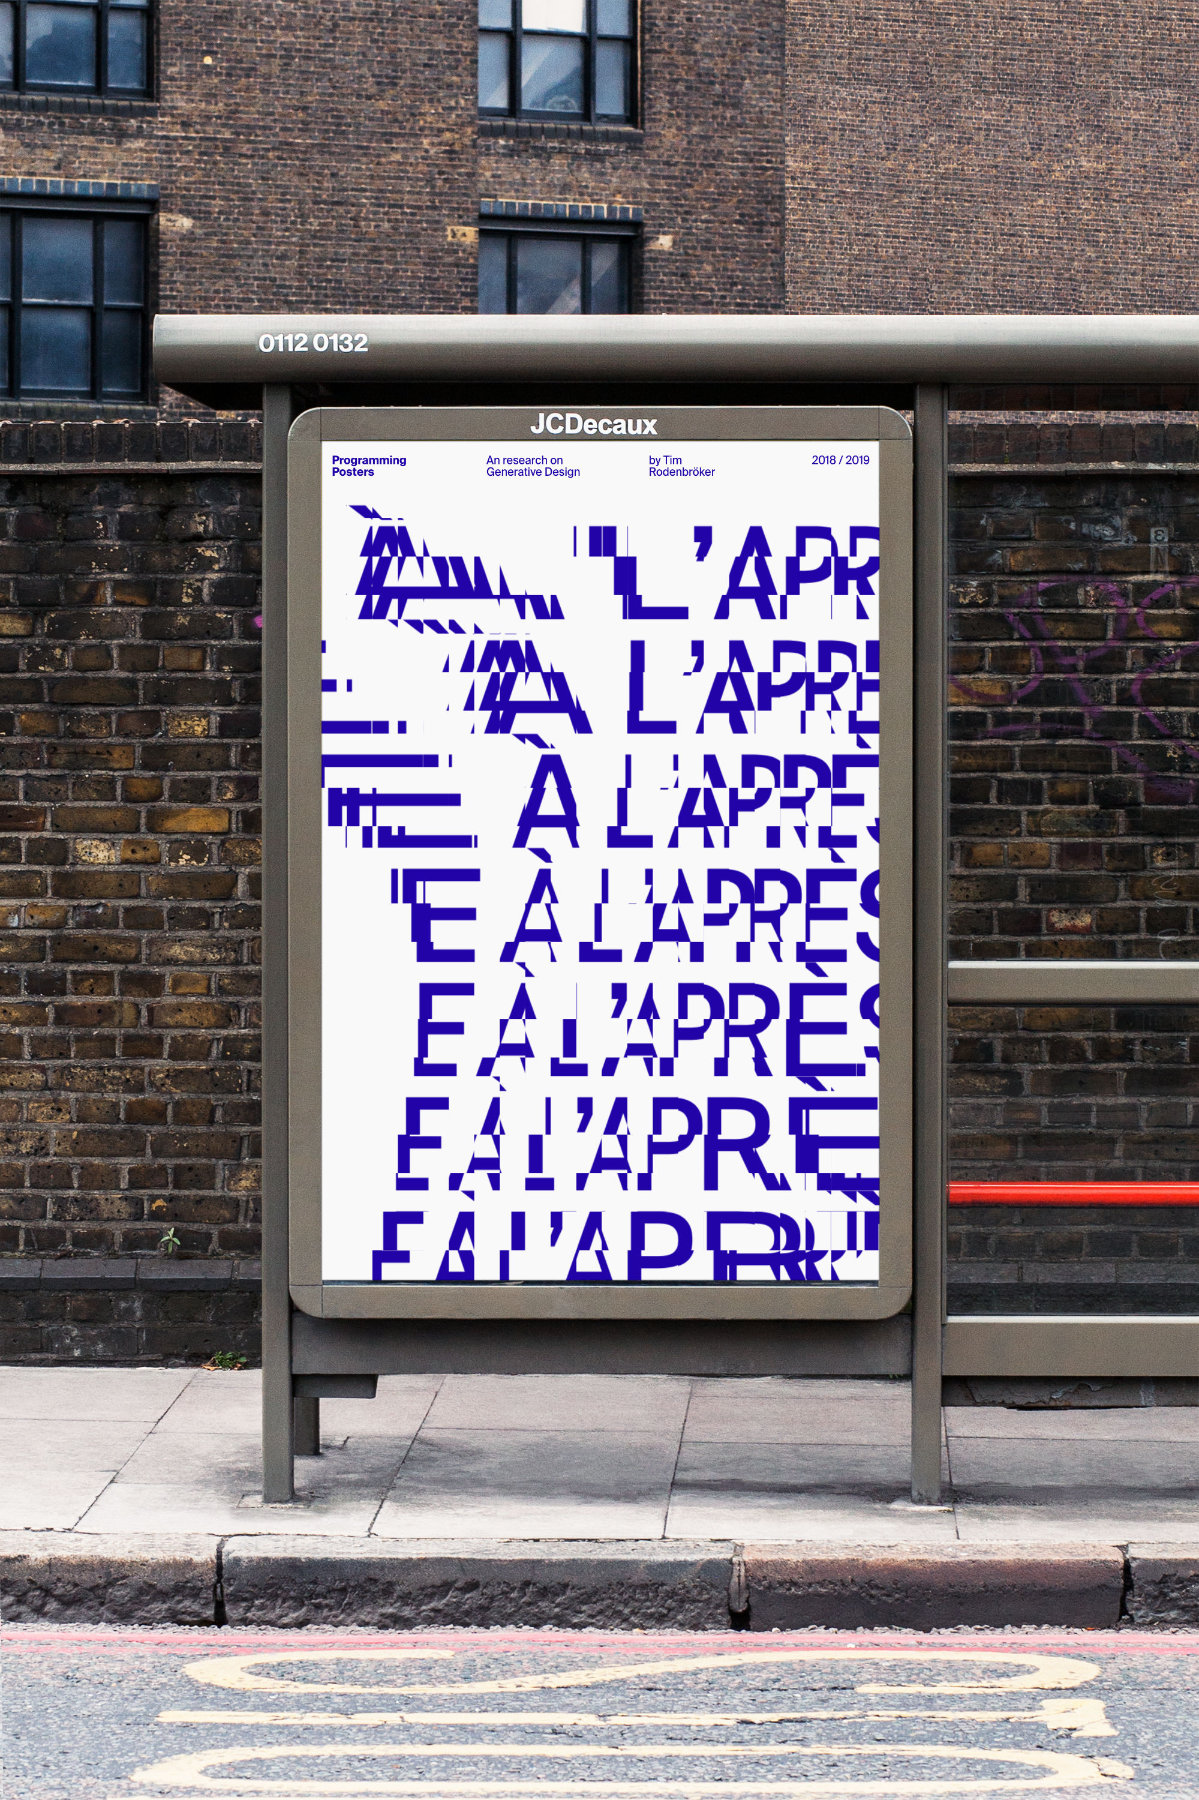 0112 0132
JCDecaux
Programming
Posters
An research on
Generative Design
by Tim
Rodenbröker
2018 / 2019
À L’APR
À L’APRE
E À L’APRÈS
E À L’APRÈS
E À L’APRÈS
E À L’APRÈ
E À L’APR